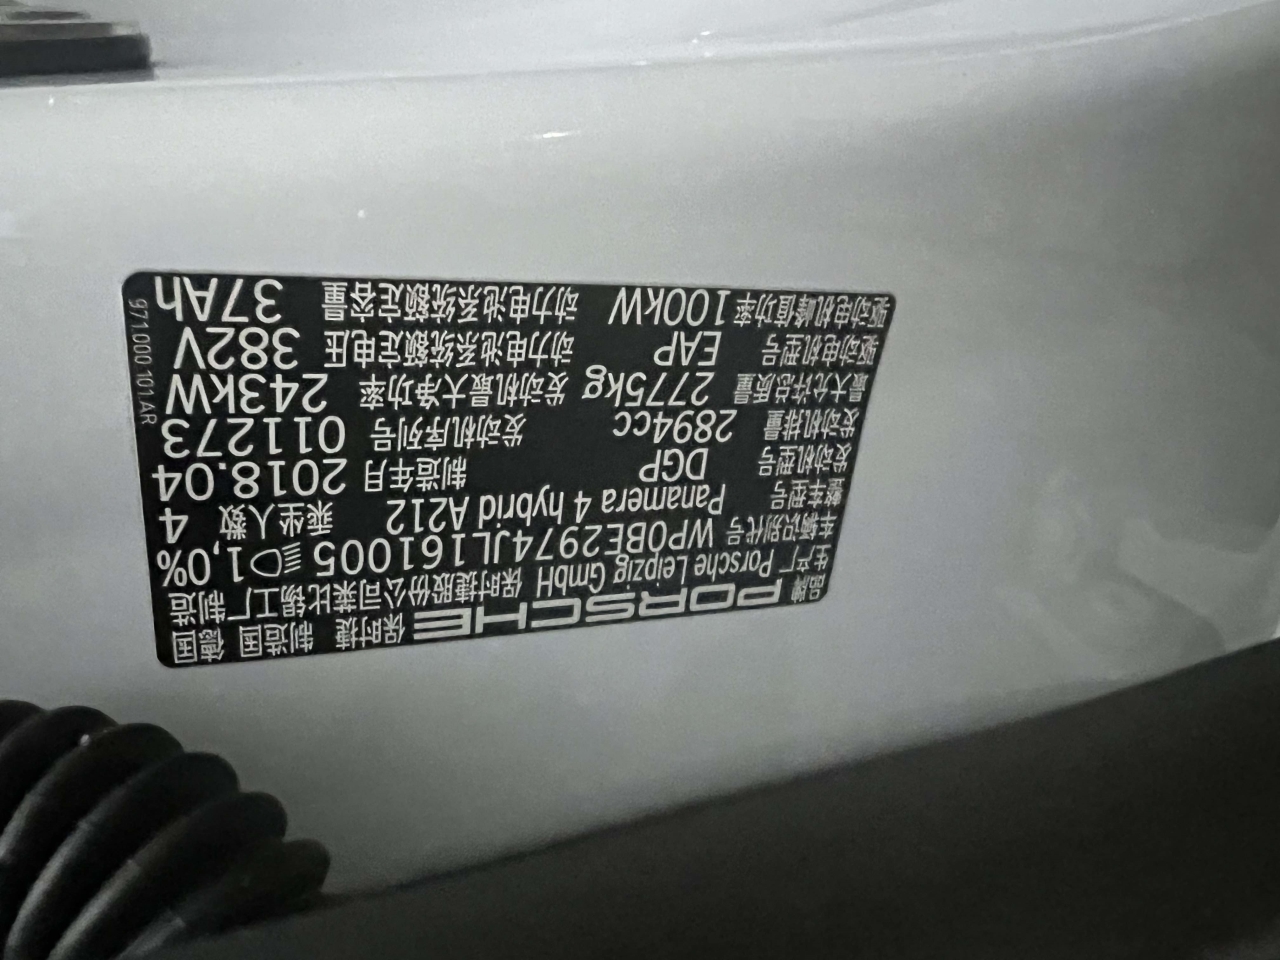 品牌 PORSCHE 保时捷 制造国 德国
生产厂 Porsche Leipzig GmbH 保时捷股份公司莱比锡工厂制造
车辆识别代号 WP0BE2974JL161005 1,0%
整车型号 Panamera 4 hybrid A212 乘坐人数 4
发动机型号 DGP 制造年月 2018.04
发动机排量 2894cc 发动机序列号 011273
最大允许总质量 2775kg 发动机最大净功率 243kW
驱动电机型号 EAP 动力电池系统额定电压 382V
驱动电机峰值功率 100kW 动力电池系统额定容量 37Ah
971.000.101.AR